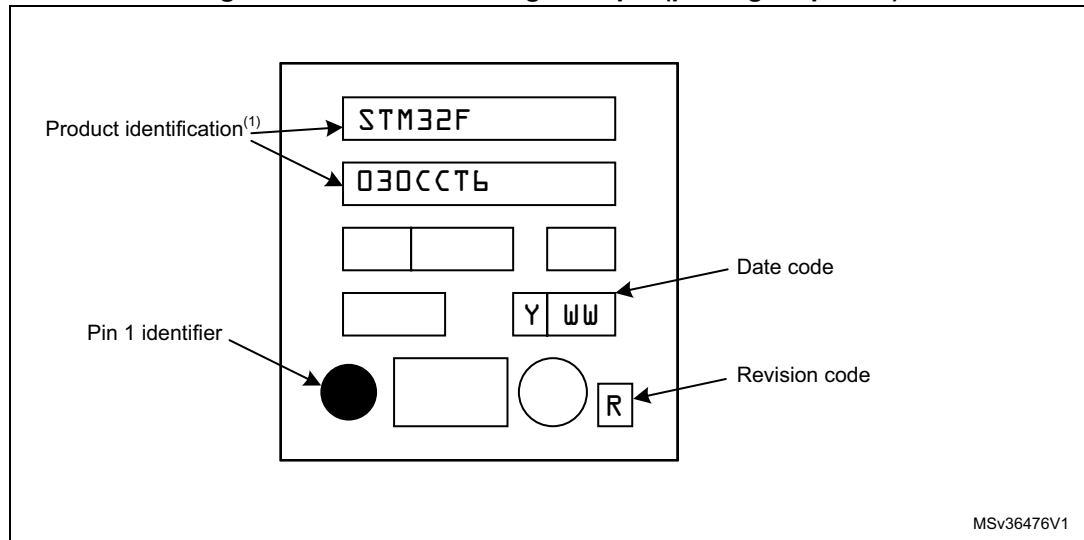 Product identification(1)
STM32F
030CCT6
Date code
Y WW
Pin 1 identifier
Revision code
R
MSv36476V1